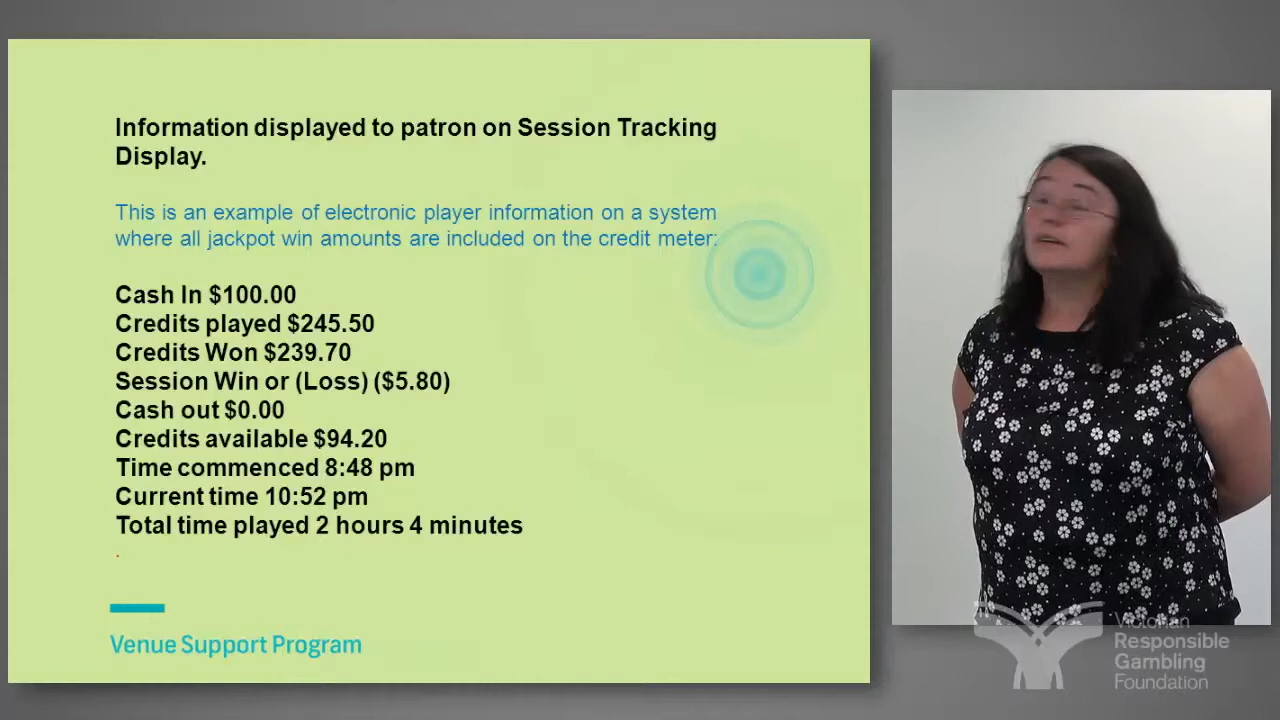 Information displayed to patron on Session Tracking
Display.
This is an example of electronic player information on a system
where all jackpot win amounts are included on the credit meter:
Cash In $100.00
Credits played $245.50
Credits Won $239.70
Session Win or (Loss) ($5.80)
Cash out $0.00
Credits available $94.20
Time commenced 8:48 pm
Current time 10:52 pm
Total time played 2 hours 4 minutes
.
Venue Support Program
Victorian
Responsible
Gambling
Foundation